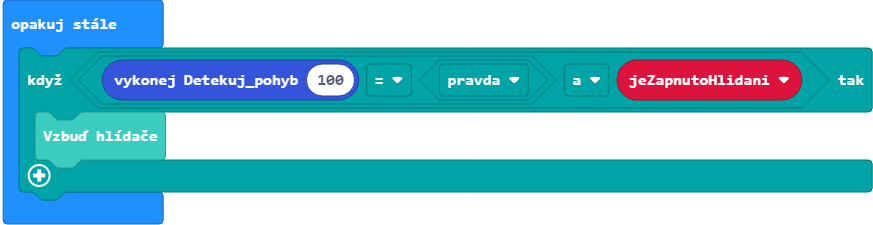 opakuj stále
když vykonej Detekuj_pohyb 100 = pravda a jeZapnutoHlidani tak
Vzbuď hlídače